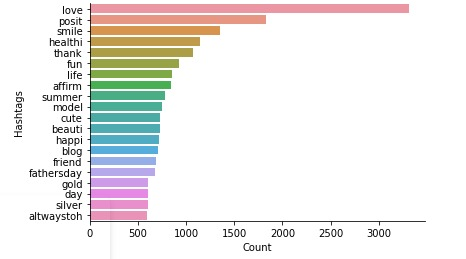 love
posit
smile
healthi
thank
fun
life
affirm
summer
model
cute
beauti
happi
blog
friend
fathersday
gold
day
silver
altwaystoh
Hashtags
0 500 1000 1500 2000 2500 3000
Count